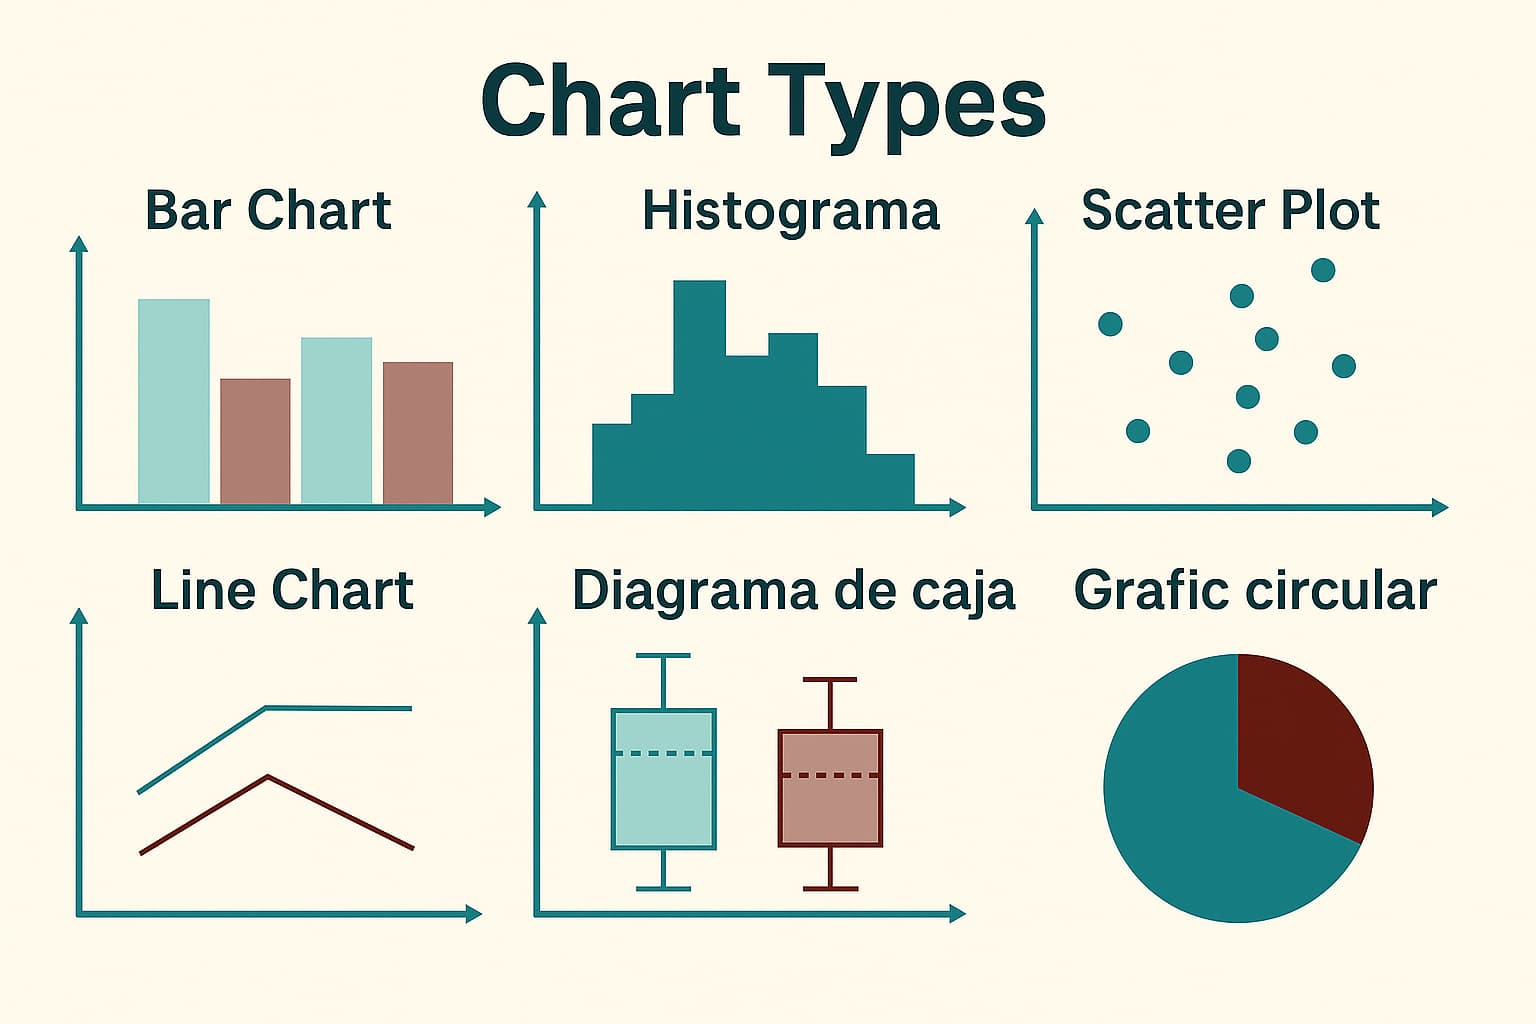 Chart Types
Bar Chart
Histograma
Scatter Plot
Line Chart
Diagrama de caja
Grafic circular